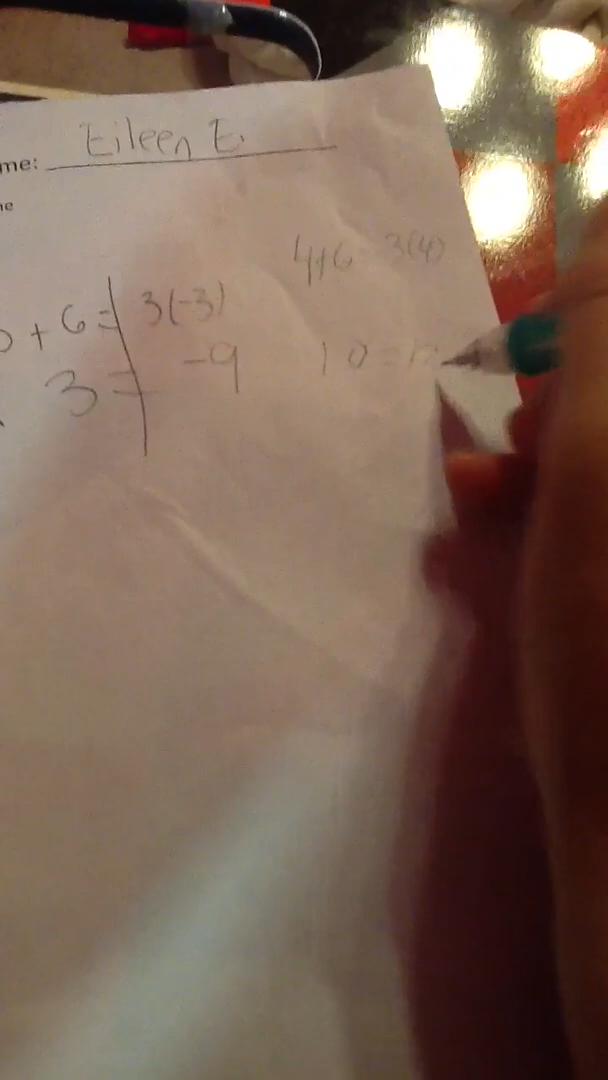 me: Eileen E.
ne
4+6 = 3(4)
) + 6 = 3(-3)
3 = -9
10 =